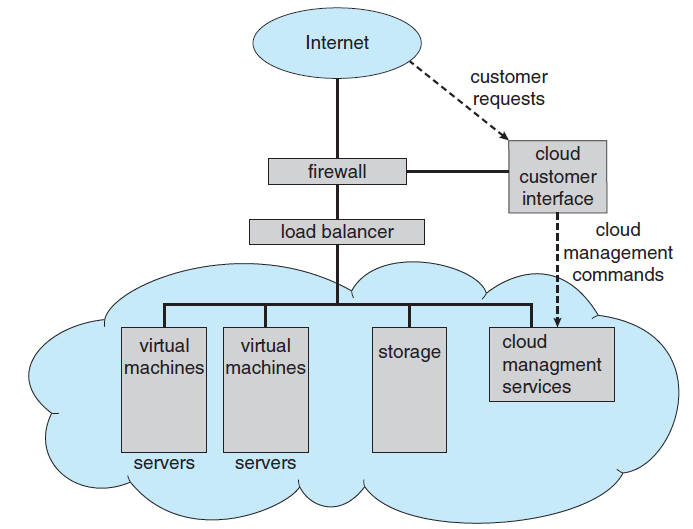 Internet
customer
requests
firewall
cloud
customer
interface
load balancer
cloud
management
commands
virtual
machines
virtual
machines
storage
cloud
managment
services
servers
servers